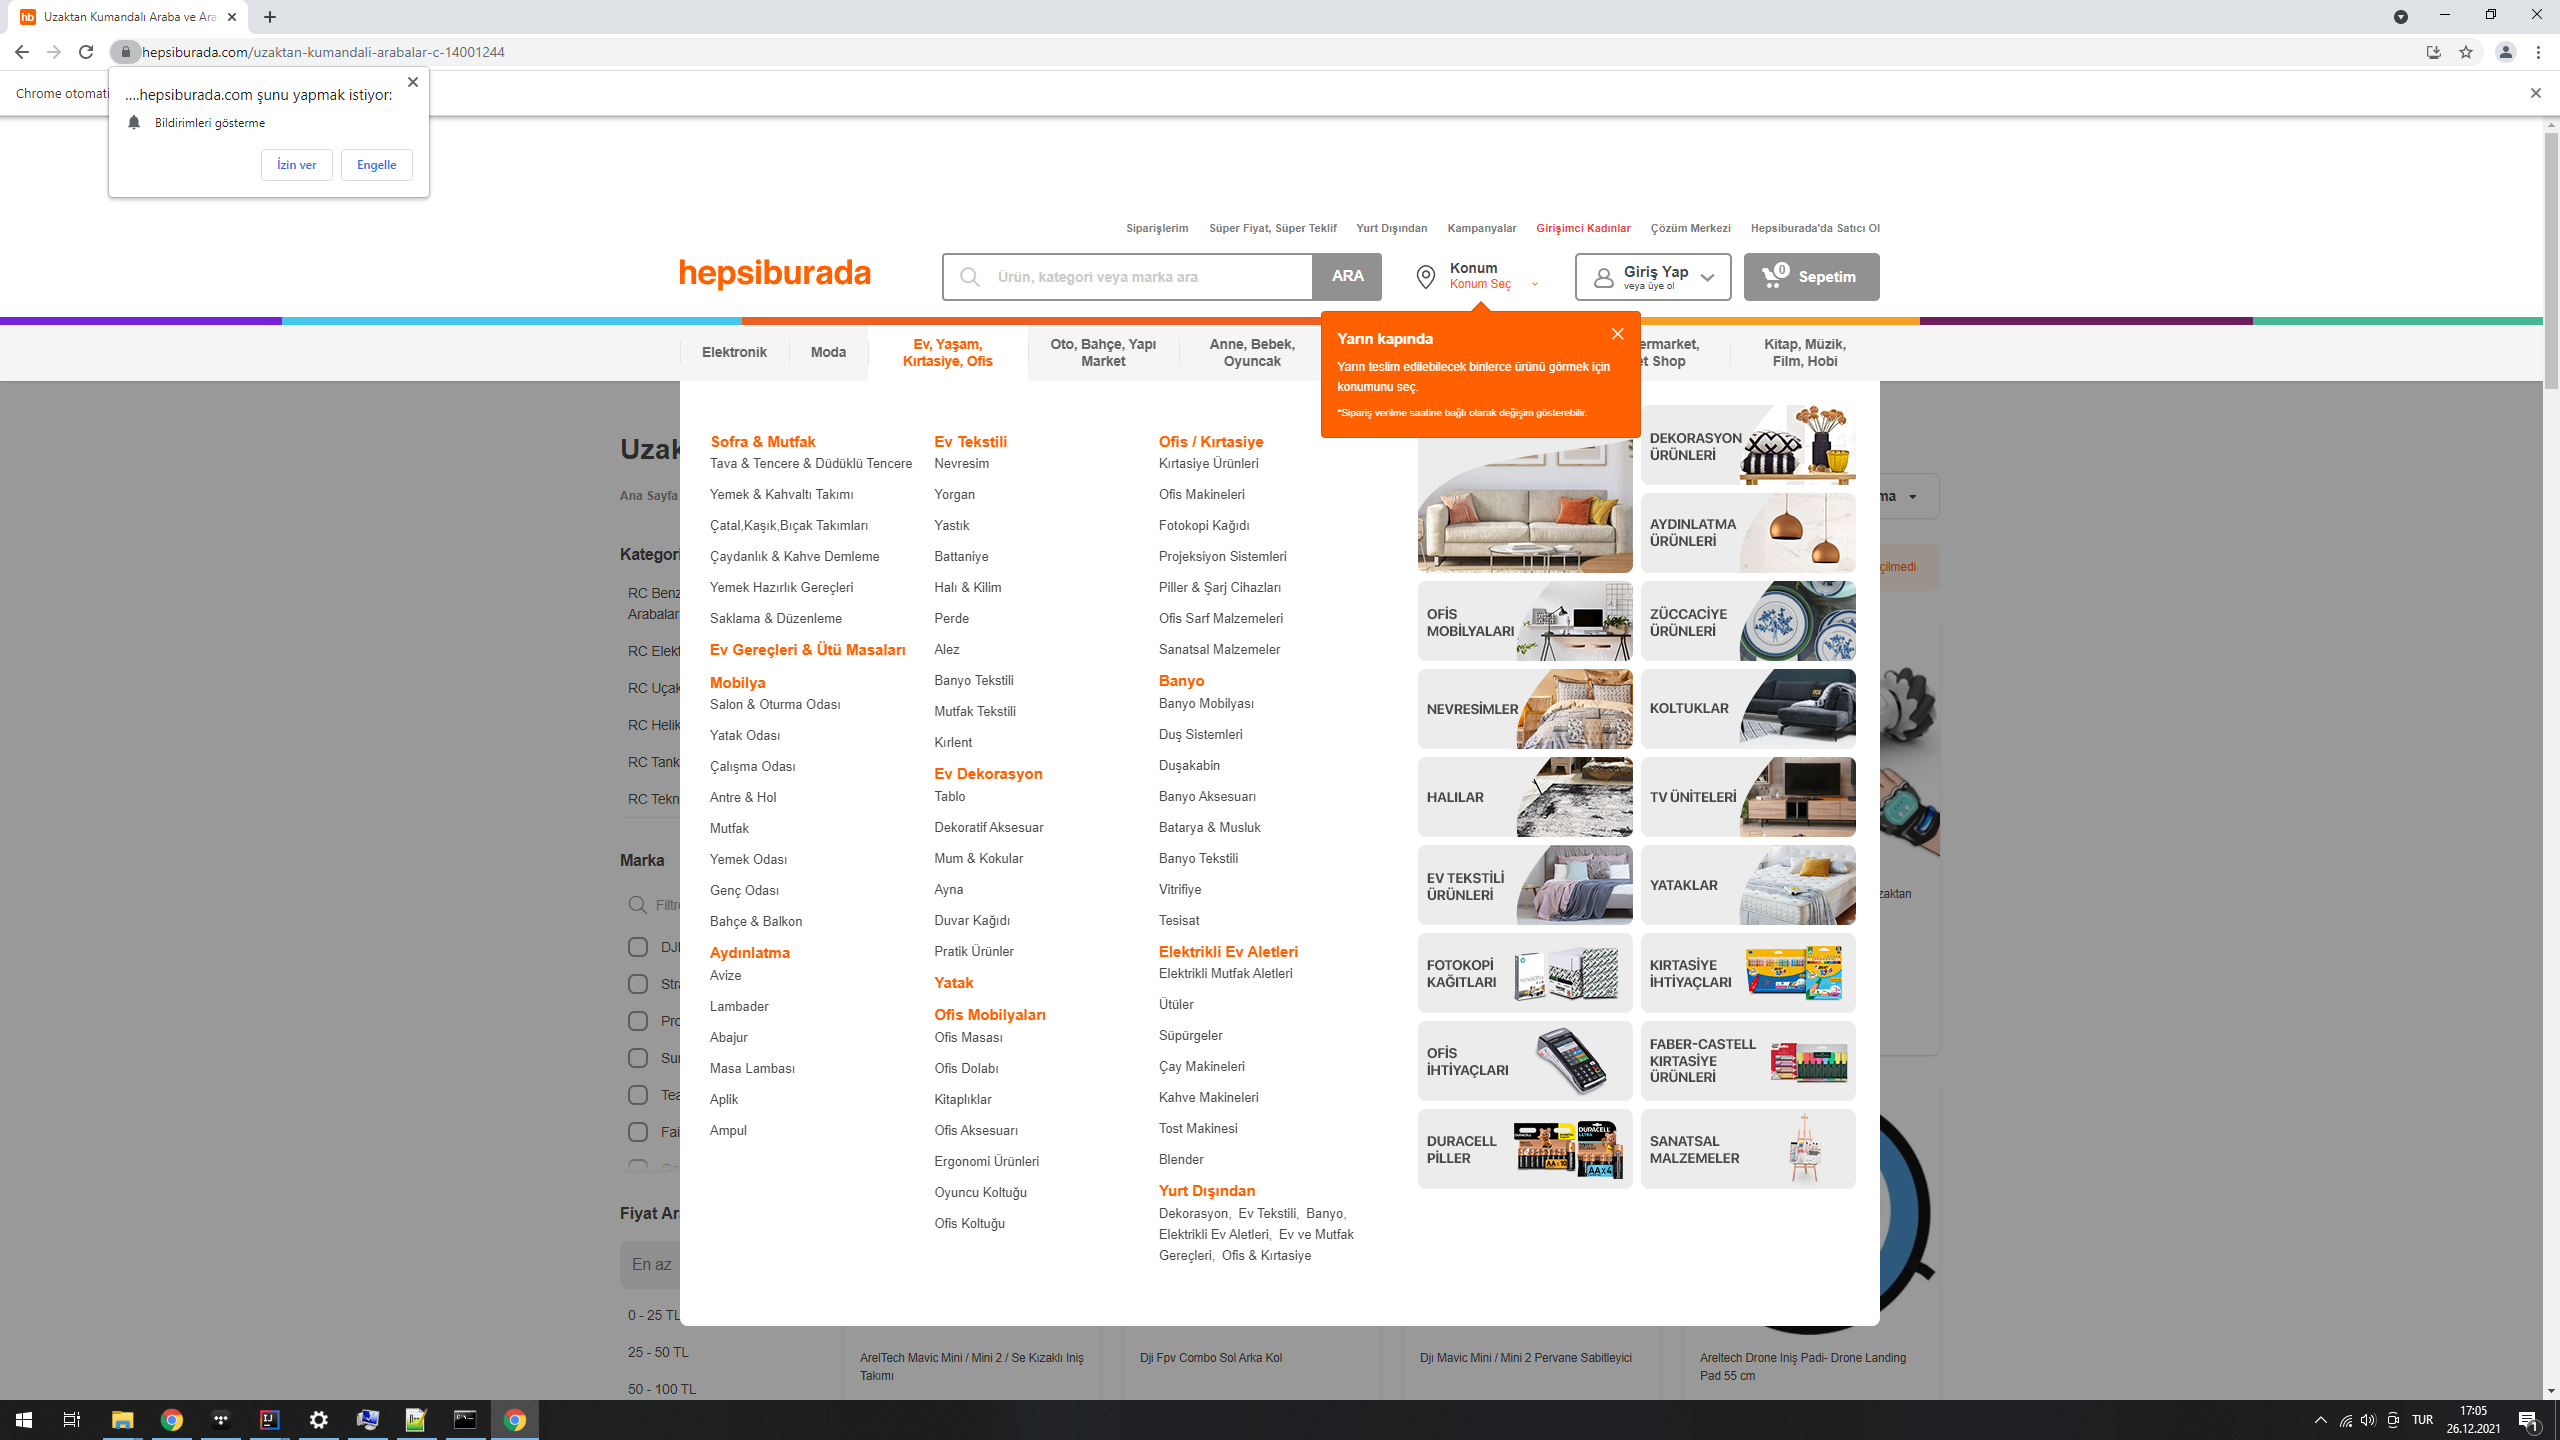 Uzaktan Kumandalı Araba ve Ara
hepsiburada.com/uzaktan-kumandali-arabalar-c-14001244
Chrome otomati
....hepsiburada.com şunu yapmak istiyor:
Bildirimleri gösterme
İzin ver
Engelle
Siparişlerim
Süper Fiyat, Süper Teklif
Yurt Dışından
Kampanyalar
Girişimci Kadınlar
Çözüm Merkezi
Hepsiburada'da Satıcı Ol
hepsiburada
Ürün, kategori veya marka ara
ARA
Konum
Konum Seç
Giriş Yap
veya üye ol
0
Sepetim
Elektronik
Moda
Ev, Yaşam,
Kırtasiye, Ofis
Oto, Bahçe, Yapı
Market
Anne, Bebek,
Oyuncak
ermarket,
et Shop
Kitap, Müzik,
Film, Hobi
Yarın kapında
Yarın teslim edilebilecek binlerce ürünü görmek için
konumunu seç.
*Sipariş verilme saatine bağlı olarak değişim gösterebilir.
Uzak
Ana Sayfa
Kategori
RC Benz
Arabalar
RC Elekt
RC Uçak
RC Helik
RC Tank
RC Tekn
Marka
Filtre
DJI
Stra
Pro
Sun
Tea
Fai
Fiyat Ara
En az
0 - 25 TL
25 - 50 TL
50 - 100 TL
Sofra & Mutfak
Tava & Tencere & Düdüklü Tencere
Yemek & Kahvaltı Takımı
Çatal,Kaşık,Bıçak Takımları
Çaydanlık & Kahve Demleme
Yemek Hazırlık Gereçleri
Saklama & Düzenleme
Ev Gereçleri & Ütü Masaları
Mobilya
Salon & Oturma Odası
Yatak Odası
Çalışma Odası
Antre & Hol
Mutfak
Yemek Odası
Genç Odası
Bahçe & Balkon
Aydınlatma
Avize
Lambader
Abajur
Masa Lambası
Aplik
Ampul
Ev Tekstili
Nevresim
Yorgan
Yastık
Battaniye
Halı & Kilim
Perde
Alez
Banyo Tekstili
Mutfak Tekstili
Kırlent
Ev Dekorasyon
Tablo
Dekoratif Aksesuar
Mum & Kokular
Ayna
Duvar Kağıdı
Pratik Ürünler
Yatak
Ofis Mobilyaları
Ofis Masası
Ofis Dolabı
Kitaplıklar
Ofis Aksesuarı
Ergonomi Ürünleri
Oyuncu Koltuğu
Ofis Koltuğu
Ofis / Kırtasiye
Kırtasiye Ürünleri
Ofis Makineleri
Fotokopi Kağıdı
Projeksiyon Sistemleri
Piller & Şarj Cihazları
Ofis Sarf Malzemeleri
Sanatsal Malzemeler
Banyo
Banyo Mobilyası
Duş Sistemleri
Duşakabin
Banyo Aksesuarı
Batarya & Musluk
Banyo Tekstili
Vitrifiye
Tesisat
Elektrikli Ev Aletleri
Elektrikli Mutfak Aletleri
Ütüler
Süpürgeler
Çay Makineleri
Kahve Makineleri
Tost Makinesi
Blender
Yurt Dışından
Dekorasyon, Ev Tekstili, Banyo,
Elektrikli Ev Aletleri, Ev ve Mutfak
Gereçleri, Ofis & Kırtasiye
DEKORASYON
ÜRÜNLERİ
AYDINLATMA
ÜRÜNLERİ
OFİS
MOBİLYALARI
ZÜCCACİYE
ÜRÜNLERİ
NEVRESİMLER
KOLTUKLAR
HALILAR
TV ÜNİTELERİ
EV TEKSTİLİ
ÜRÜNLERİ
YATAKLAR
FOTOKOPİ
KAĞITLARI
KIRTASİYE
İHTİYAÇLARI
OFİS
İHTİYAÇLARI
FABER-CASTELL
KIRTASİYE
ÜRÜNLERİ
DURACELL
PİLLER
DURACELL
DURACELL
AAx10
AAx4
SANATSAL
MALZEMELER
ma
çilmedi
zaktan
ArelTech Mavic Mini / Mini 2 / Se Kızaklı Iniş
Takımı
Dji Fpv Combo Sol Arka Kol
Djı Mavic Mini / Mini 2 Pervane Sabitleyici
Areltech Drone Iniş Padi- Drone Landing
Pad 55 cm
TUR
17:05
26.12.2021
1